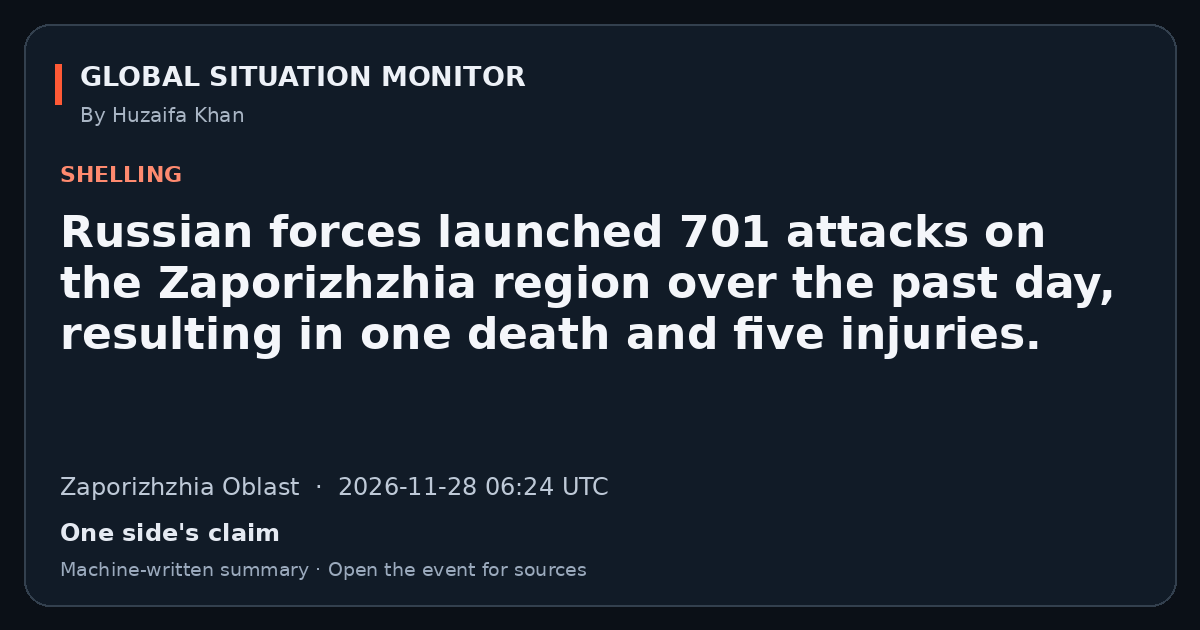 GLOBAL SITUATION MONITOR
By Huzaifa Khan
SHELLING
Russian forces launched 701 attacks on
the Zaporizhzhia region over the past day,
resulting in one death and five injuries.
Zaporizhzhia Oblast · 2026-11-28 06:24 UTC
One side's claim
Machine-written summary · Open the event for sources